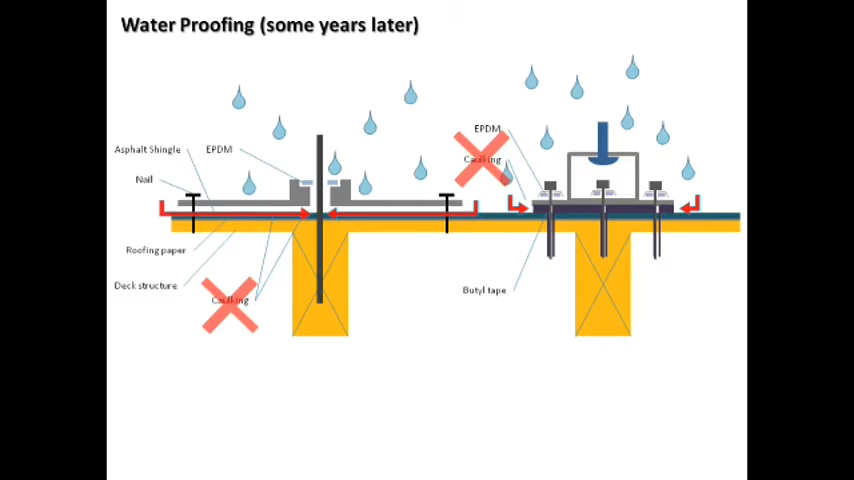 Water Proofing (some years later)
Asphalt Shingle
EPDM
Nail
Roofing paper
Deck structure
Caulking
EPDM
Caulking
Butyl tape